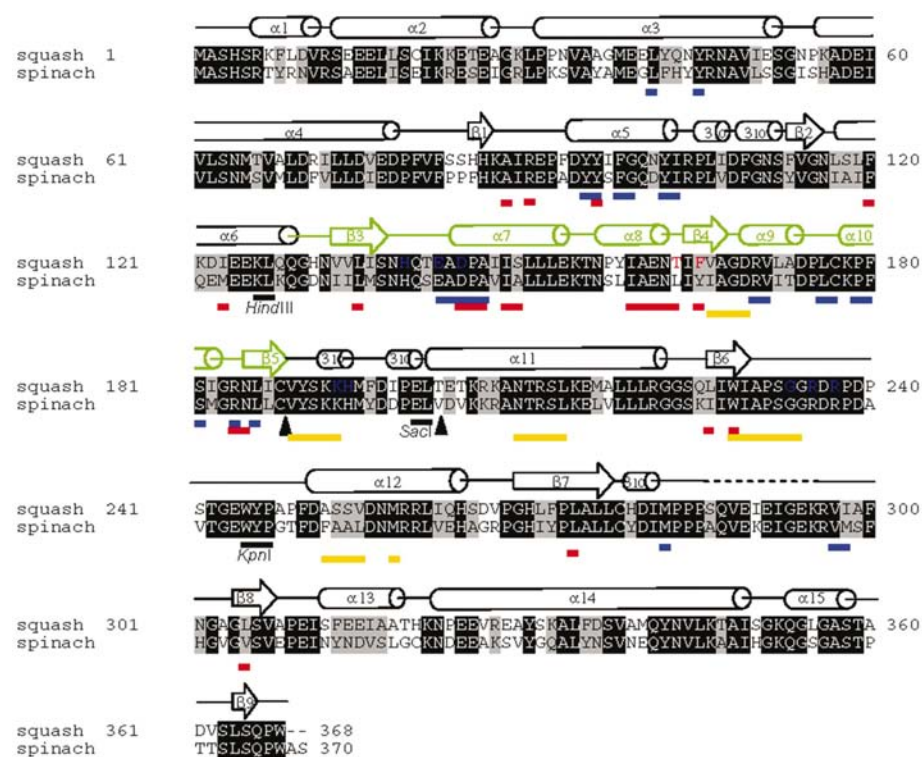 α1 α2 α3
squash 1 MASHSRKFLDVRSEEELLSCIKKETEAGKLPPNVAAGMEELYQNYRNAVIESGNPKADEI 60
spinach MASHSRTYRNVRSAEELISEIKRESEIGRLPKSVAYAMEGLFHYYRNAVLSSGISHADEI
α4 β1 α5 310 310 β2
squash 61 VLSNMTVALDRILLDVEDPFVFSSHHKAIREPFDYYIFGQNYIRPLIDFGNSFVGNLSLF 120
spinach VLSNMSVMLDFVLLDIEDPFVFPPFHKAIREPADYYSFGQDYIRPLVDFGNSYVGNIAIF
α6 β3 α7 α8 β4 α9 α10
squash 121 KDIEEKLQQGHNVVLISNHQTEADPAIISLLLEKTNPYIAENTIFVAGDRVLADPLCKPF 180
spinach QEMEEKLKQGDNIILMSNHQSEADPAVIALLLEKTNSLIAENLIYIAGDRVITDPLCKPF
HindIII
β5 310 310 α11 β6
squash 181 SIGRNLICVYSKKHMFDIPELTETKRKANTRSLKEMALLLRGGSQLIWIAPSGGRDRPDP 240
spinach SMGRNLICVYSKKHMYDDPELVDVKKRANTRSLKELVLLLRGGSKIIWIAPSGGRDRPDA
SacI
α12 β7 310
squash 241 STGEWYPAPFDASSVDNMRRLIQHSDVPGHLFPLALLCHDIMPPPSQVEIEIGEKRVIAF 300
spinach VTGEWYPGTFDFAALDNMRRLVEHAGRPGHIYPLALLCYDIMPPPAQVEKEIGEKRVMSF
KpnI
β8 α13 α14 α15
squash 301 NGAGLSVAPEISFEEIAATHKNPEEVREAYSKALFDSVAMQYNVLKTAISGKQGLGASTA 360
spinach HGVGVSVEPEINYNDVSLGCKNDEEAKSVYGQALYNSVNEQYNVLKAAIHGKQGSGASTP
β9
squash 361 DVSLSQPW-- 368
spinach TTSLSQPWAS 370